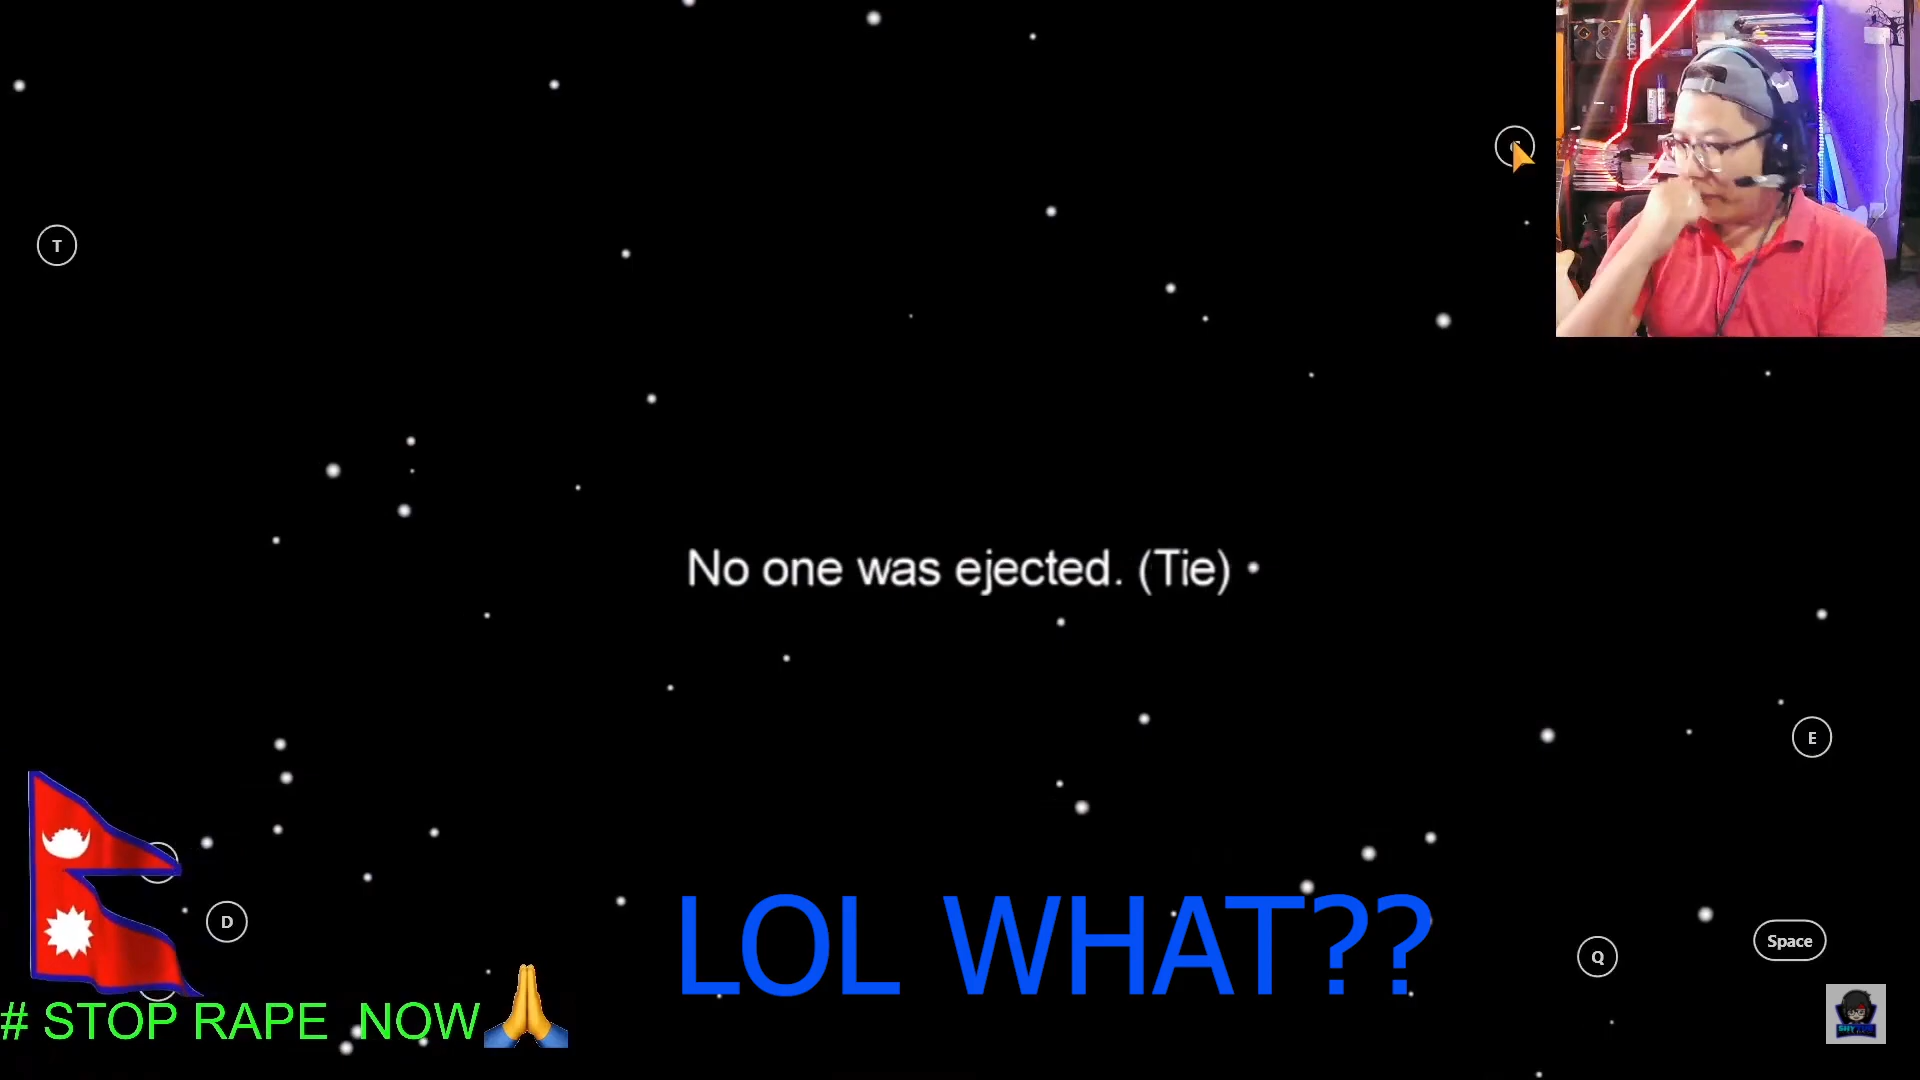 T
No one was ejected. (Tie)
E
D
LOL WHAT??
Q
Space
# STOP RAPE NOW